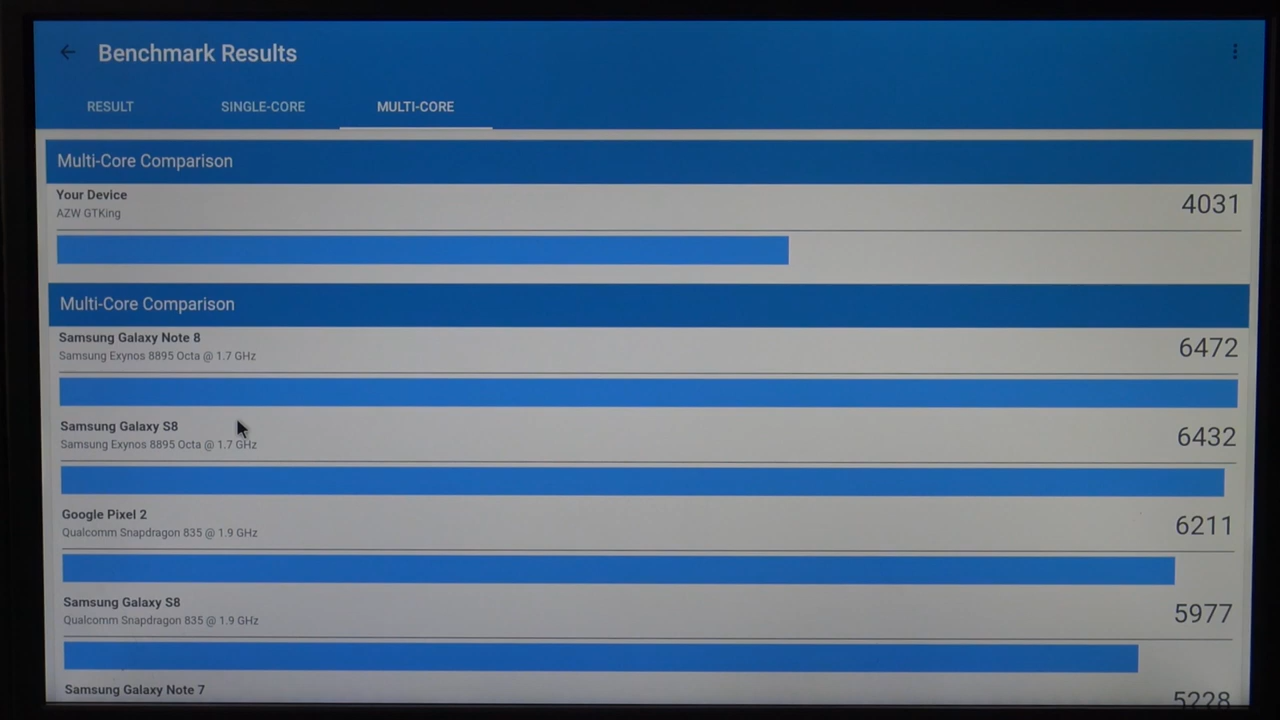 Benchmark Results
RESULT SINGLE-CORE MULTI-CORE
Multi-Core Comparison
Your Device
AZW GTKing
4031
Multi-Core Comparison
Samsung Galaxy Note 8
Samsung Exynos 8895 Octa @ 1.7 GHz
6472
Samsung Galaxy S8
Samsung Exynos 8895 Octa @ 1.7 GHz
6432
Google Pixel 2
Qualcomm Snapdragon 835 @ 1.9 GHz
6211
Samsung Galaxy S8
Qualcomm Snapdragon 835 @ 1.9 GHz
5977
Samsung Galaxy Note 7
5228